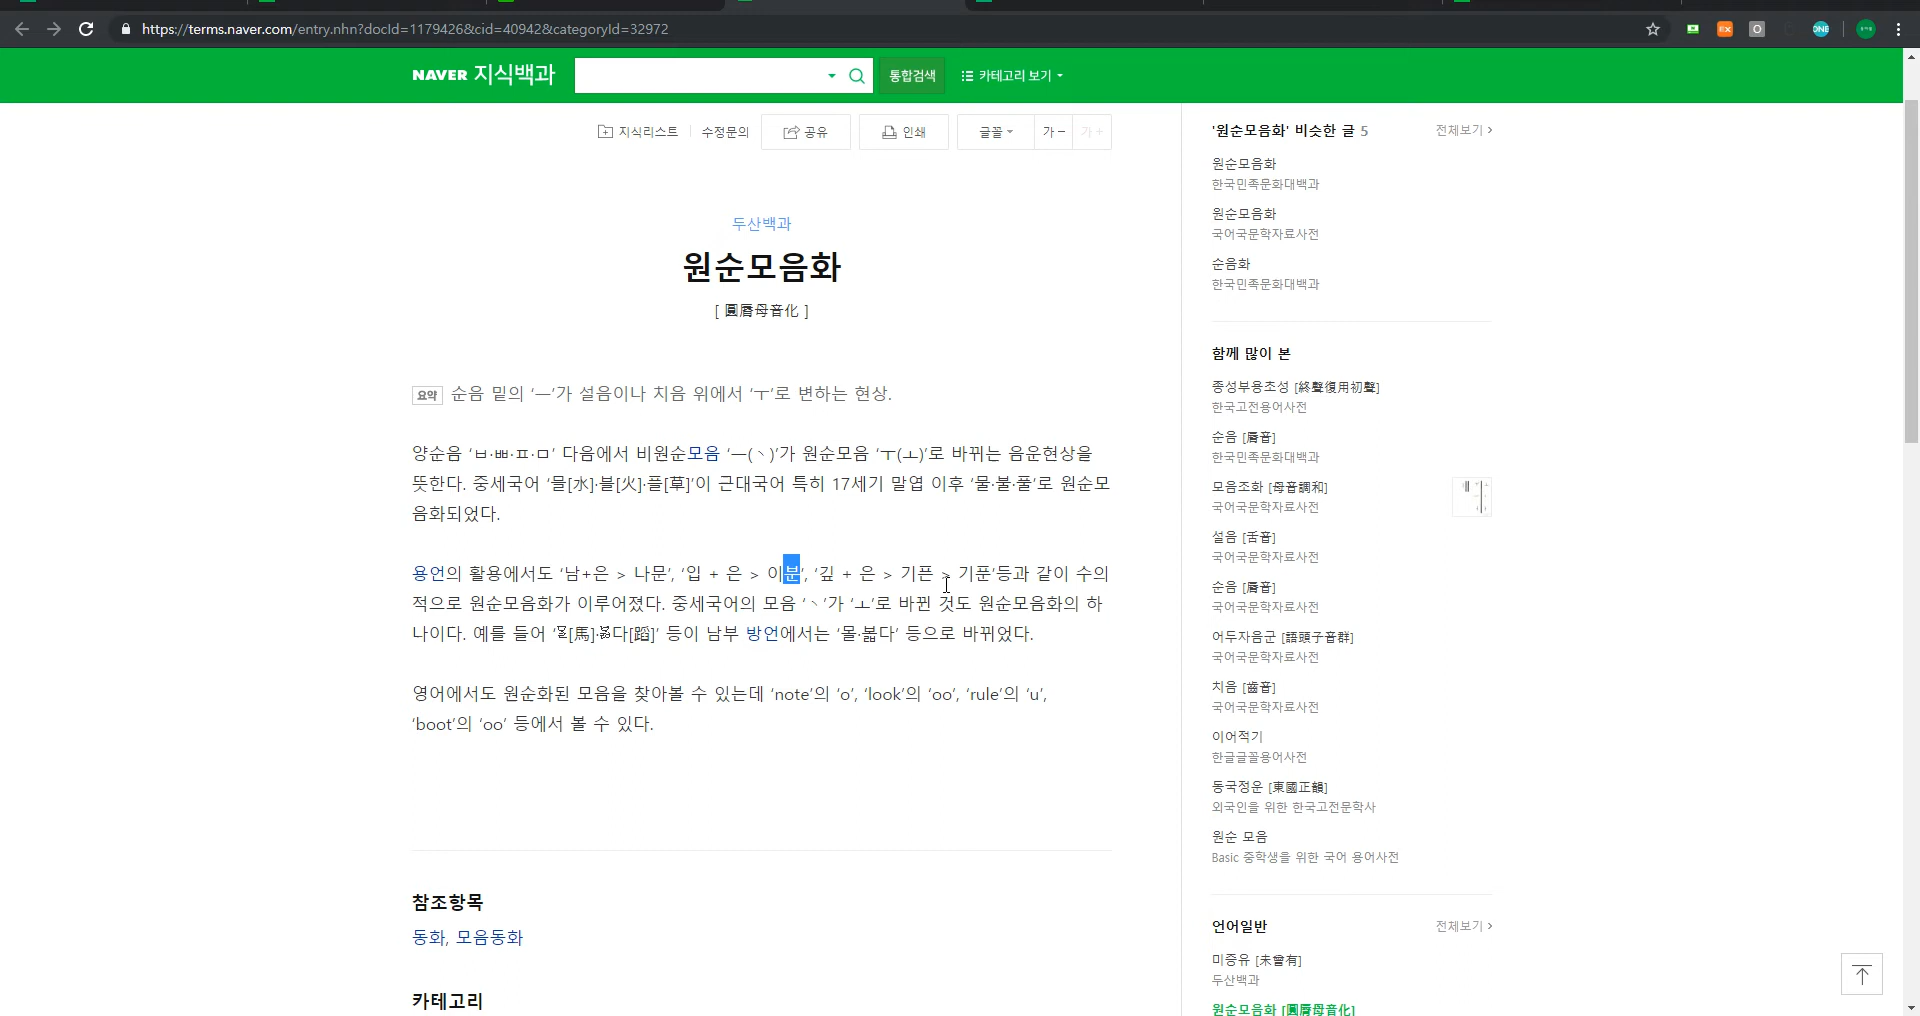 https://terms.naver.com/entry.nhn?docId=1179426&cid=40942&categoryId=32972
NAVER 지식백과
통합검색
카테고리 보기
지식리스트
수정문의
공유
인쇄
글꼴
가 -
가 +
두산백과
원순모음화
[ 圓脣母音化 ]
요약 순음 밑의 ‘ㅡ’가 설음이나 치음 위에서 ‘ㅜ’로 변하는 현상.
양순음 ‘ㅂ·ㅃ·ㅍ·ㅁ’ 다음에서 비원순모음 ‘ㅡ(ㆍ)’가 원순모음 ‘ㅜ(ㅗ)’로 바뀌는 음운현상을
뜻한다. 중세국어 ‘믈[水]·블[火]·플[草]’이 근대국어 특히 17세기 말엽 이후 ‘물·불·풀’로 원순모
음화되었다.
용언의 활용에서도 ‘남+은 > 나문’, ‘입 + 은 > 이분’, ‘깊 + 은 > 기픈 > 기푼’등과 같이 수의
적으로 원순모음화가 이루어졌다. 중세국어의 모음 ‘ㆍ’가 ‘ㅗ’로 바뀐 것도 원순모음화의 하
나이다. 예를 들어 ‘ᄆᆞᆯ[馬]·ᄇᆞᆲ다[蹈]’ 등이 남부 방언에서는 ‘몰·봅다’ 등으로 바뀌었다.
영어에서도 원순화된 모음을 찾아볼 수 있는데 ‘note’의 ‘o’, ‘look’의 ‘oo’, ‘rule’의 ‘u’,
‘boot’의 ‘oo’ 등에서 볼 수 있다.
참조항목
동화, 모음동화
카테고리
'원순모음화' 비슷한 글 5
전체보기 >
원순모음화
한국민족문화대백과
원순모음화
국어국문학자료사전
순음화
한국민족문화대백과
함께 많이 본
종성부용초성 [終聲復用初聲]
한국고전용어사전
순음 [脣音]
한국민족문화대백과
모음조화 [母音調和]
국어국문학자료사전
설음 [舌音]
국어국문학자료사전
순음 [脣音]
국어국문학자료사전
어두자음군 [語頭子音群]
국어국문학자료사전
치음 [齒音]
국어국문학자료사전
이어적기
한글글꼴용어사전
동국정운 [東國正韻]
외국인을 위한 한국고전문학사
원순 모음
Basic 중학생을 위한 국어 용어사전
언어일반
전체보기 >
미증유 [未曾有]
두산백과
원순모음화 [圓脣母音化]